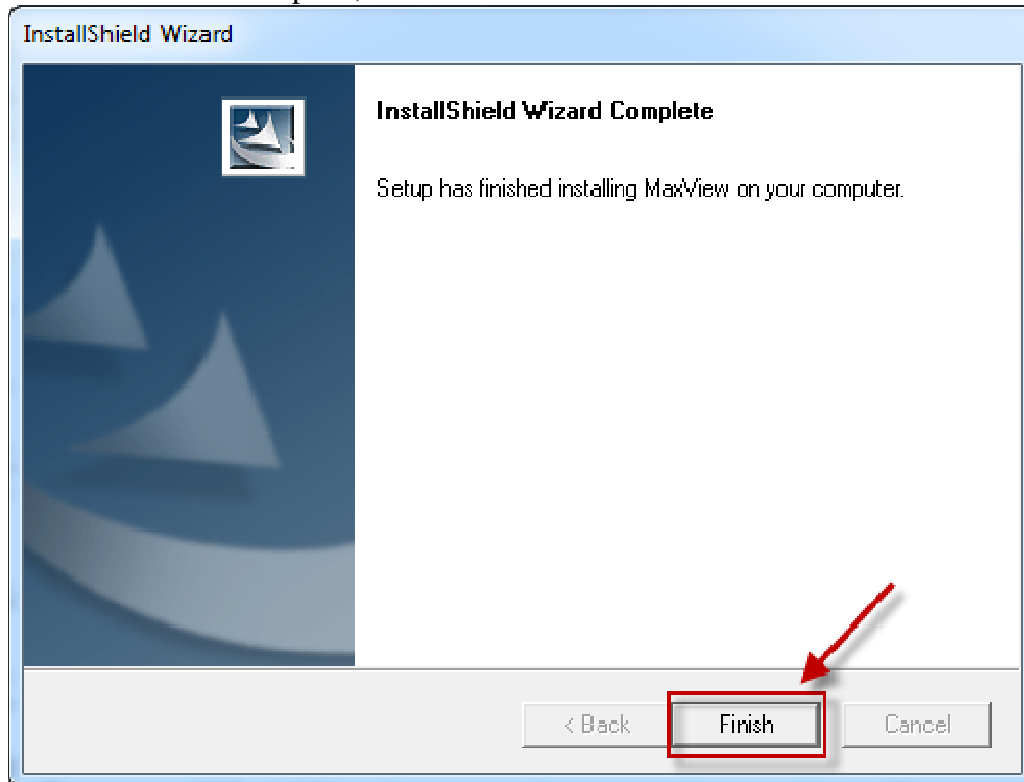 InstallShield Wizard
InstallShield Wizard Complete
Setup has finished installing MaxView on your computer.
< Back Finish Cancel